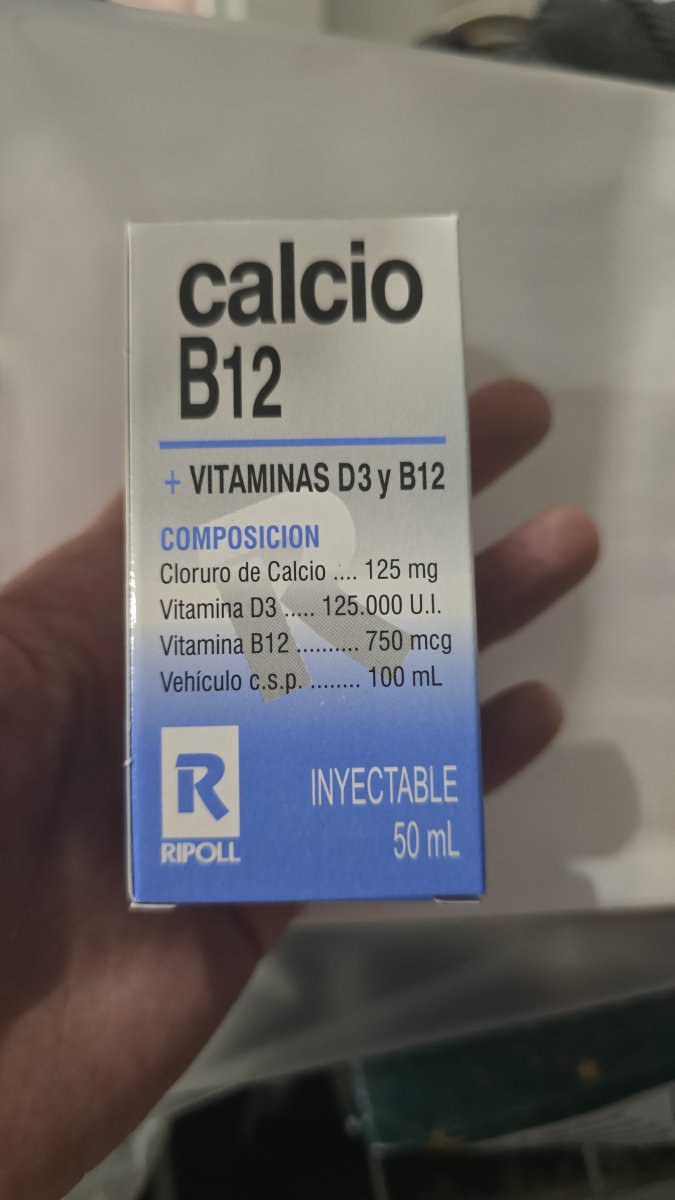 calcio
B12
+ VITAMINAS D3 y B12
COMPOSICION
Cloruro de Calcio .... 125 mg
Vitamina D3 ..... 125.000 U.I.
Vitamina B12 .......... 750 mcg
Vehículo c.s.p. ........ 100 mL
R
RIPOLL
INYECTABLE
50 mL